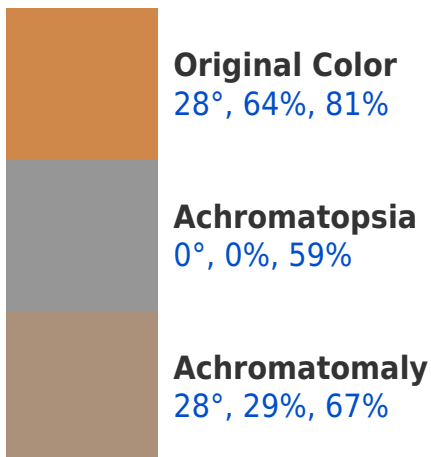 Original Color
28°, 64%, 81%
Achromatopsia
0°, 0%, 59%
Achromatomaly
28°, 29%, 67%